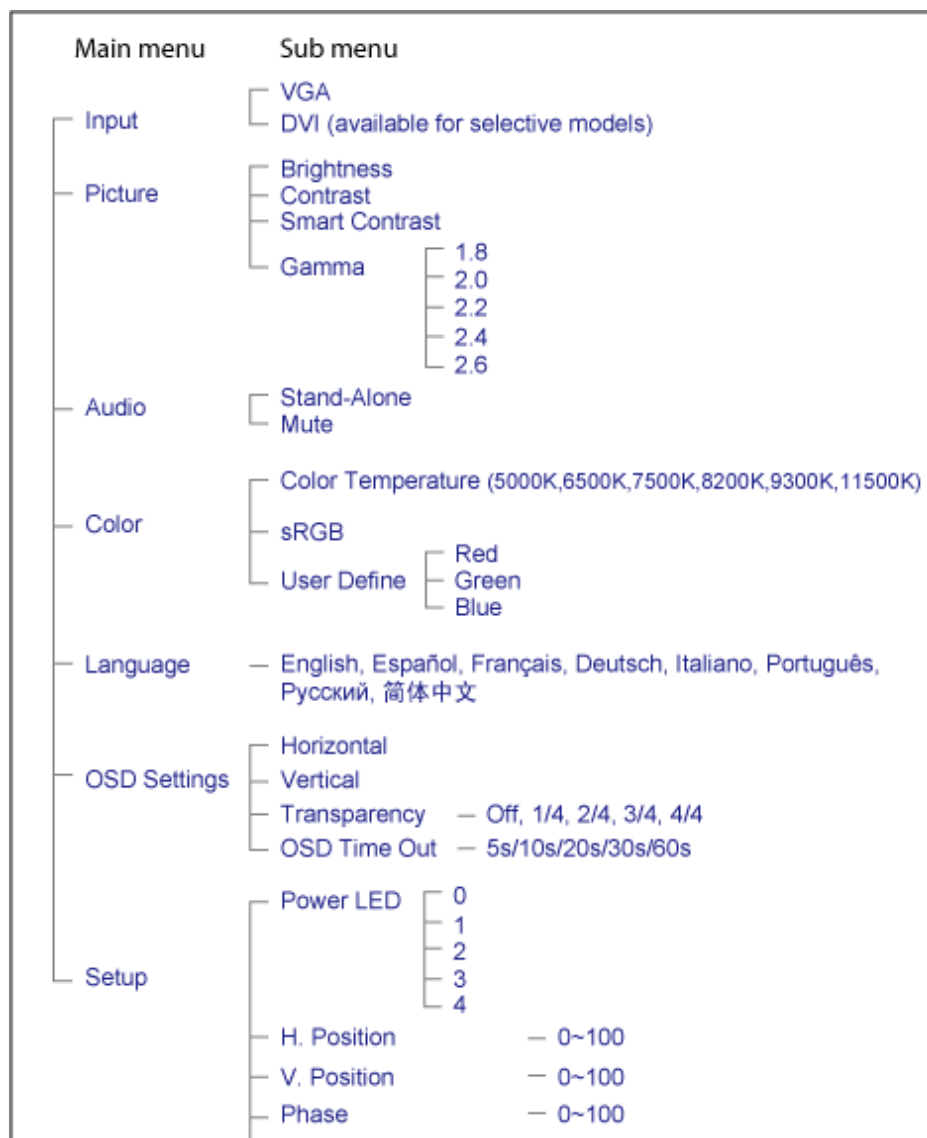 Main menu Sub menu
VGA
Input
DVI (available for selective models)
Brightness
Picture
Contrast
Smart Contrast
Gamma
1.8
2.0
2.2
2.4
2.6
Audio
Stand-Alone
Mute
Color Temperature (5000K,6500K,7500K,8200K,9300K,11500K)
Color
sRGB
User Define
Red
Green
Blue
Language
English, Español, Français, Deutsch, Italiano, Português,
Русский, 简体中文
Horizontal
OSD Settings
Vertical
Transparency Off, 1/4, 2/4, 3/4, 4/4
OSD Time Out 5s/10s/20s/30s/60s
Power LED
0
1
2
3
4
Setup
H. Position 0~100
V. Position 0~100
Phase 0~100